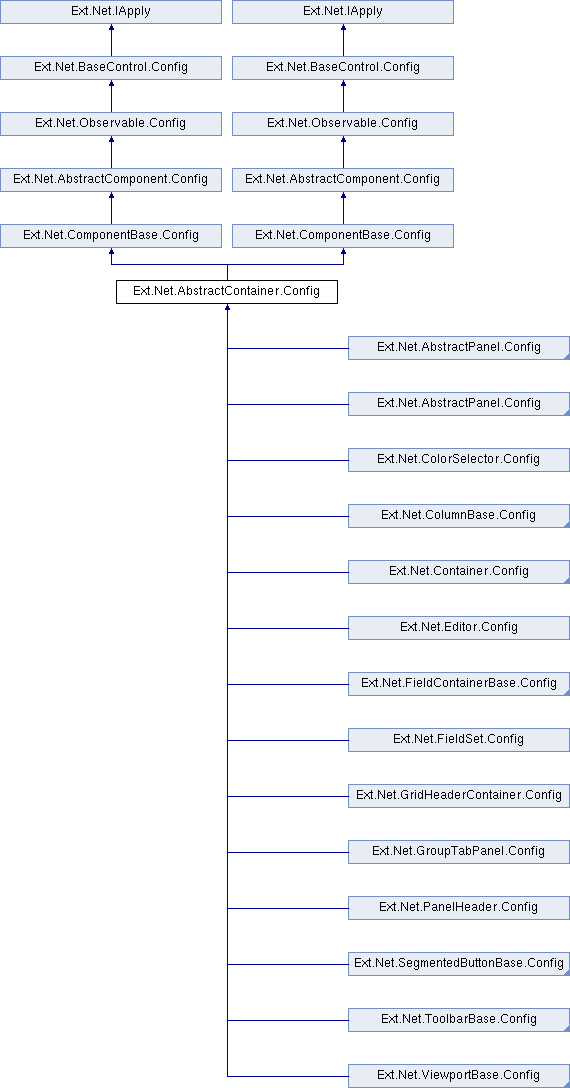 Ext.Net.IApply
Ext.Net.IApply
Ext.Net.BaseControl.Config
Ext.Net.BaseControl.Config
Ext.Net.Observable.Config
Ext.Net.Observable.Config
Ext.Net.AbstractComponent.Config
Ext.Net.AbstractComponent.Config
Ext.Net.ComponentBase.Config
Ext.Net.ComponentBase.Config
Ext.Net.AbstractContainer.Config
Ext.Net.AbstractPanel.Config
Ext.Net.AbstractPanel.Config
Ext.Net.ColorSelector.Config
Ext.Net.ColumnBase.Config
Ext.Net.Container.Config
Ext.Net.Editor.Config
Ext.Net.FieldContainerBase.Config
Ext.Net.FieldSet.Config
Ext.Net.GridHeaderContainer.Config
Ext.Net.GroupTabPanel.Config
Ext.Net.PanelHeader.Config
Ext.Net.SegmentedButtonBase.Config
Ext.Net.ToolbarBase.Config
Ext.Net.ViewportBase.Config